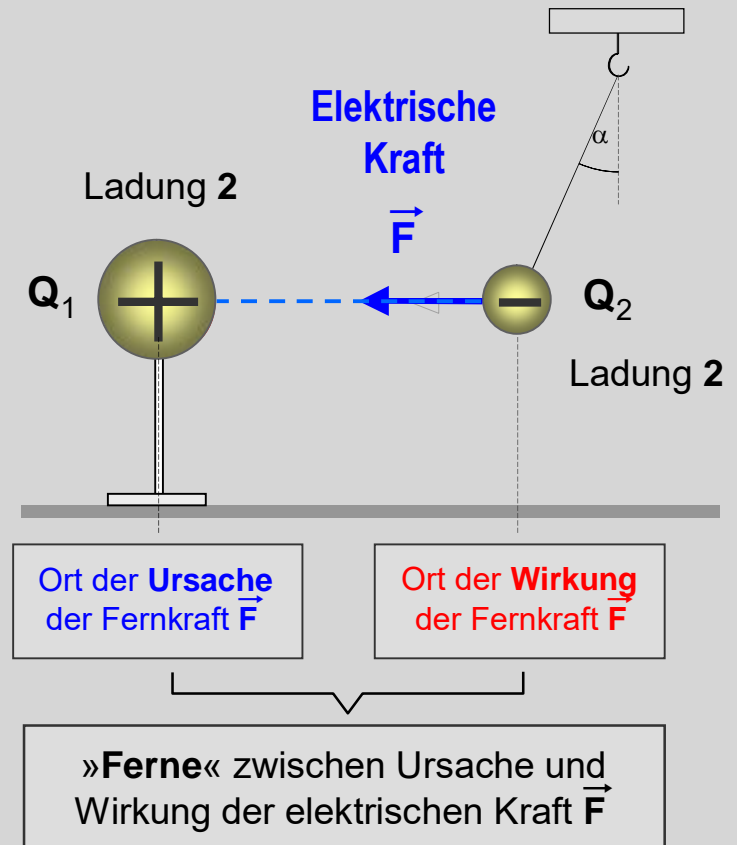 Elektrische
Kraft
F
α
Ladung 2
Q₁
+
−
Q₂
Ladung 2
Ort der Ursache
der Fernkraft F
Ort der Wirkung
der Fernkraft F
»Ferne« zwischen Ursache und
Wirkung der elektrischen Kraft F